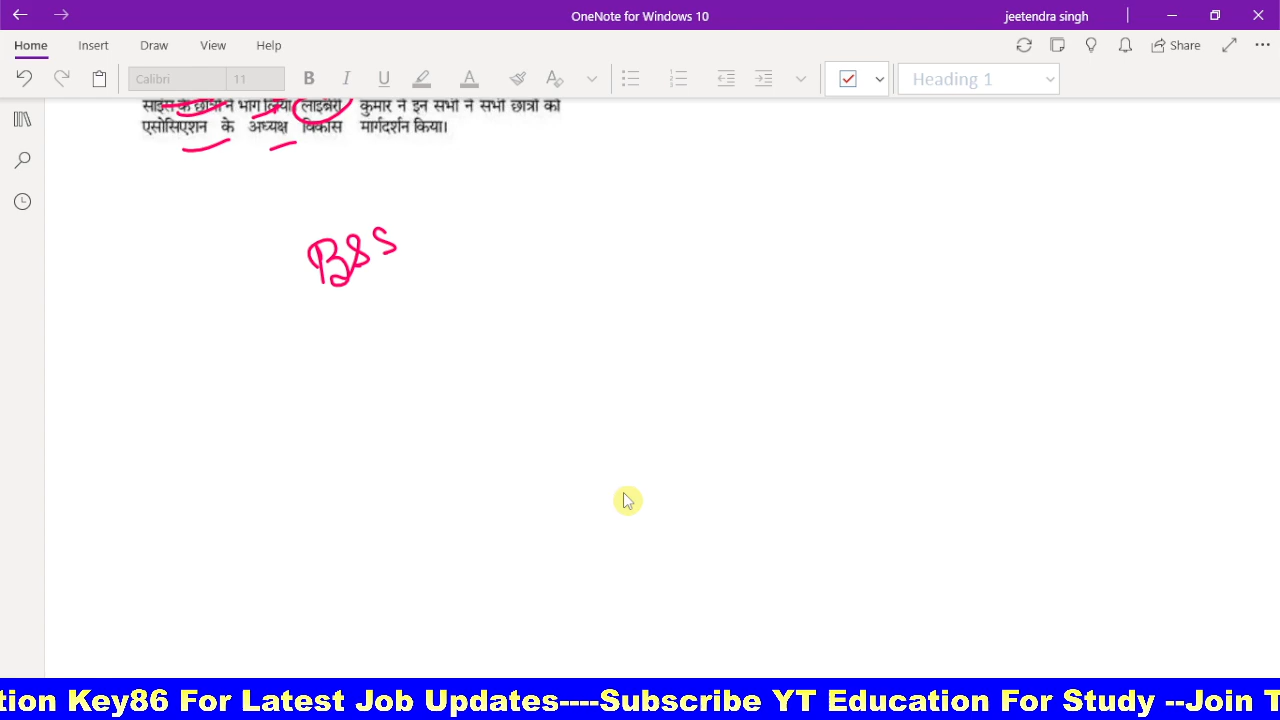 OneNote for Windows 10
jeetendra singh
Home Insert Draw View Help
Share
Calibri 11 B I U A Heading 1
साइंस के छात्रों ने भाग लिया लाइब्रेरी कुमार ने इन सभी ने सभी छात्रों को
एसोसिएशन के अध्यक्ष विकास मार्गदर्शन किया।
tion Key86 For Latest Job Updates----Subscribe YT Education For Study --Join T